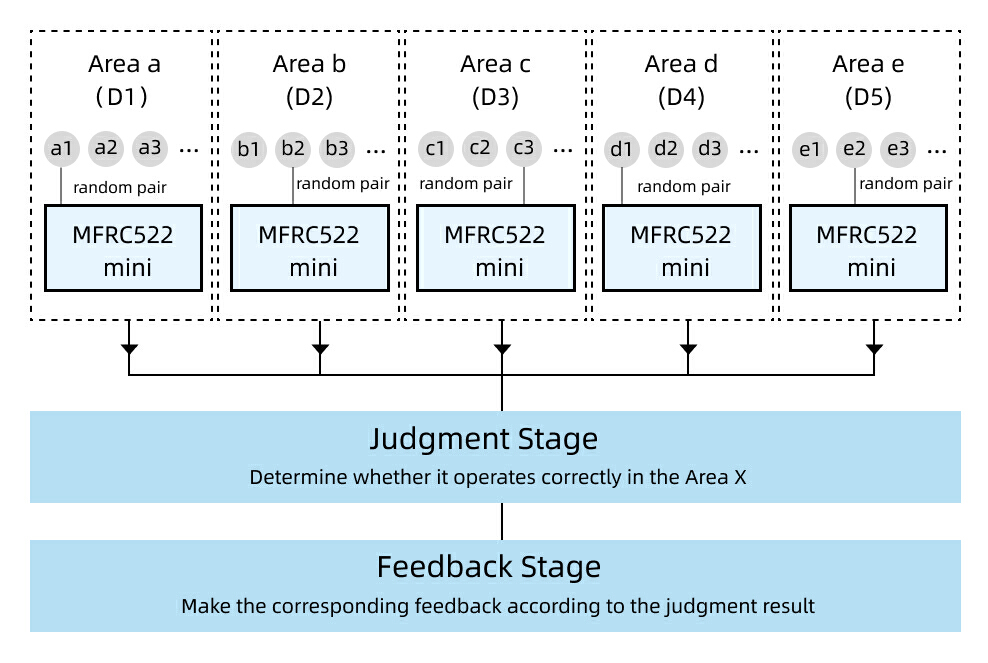 Area a
(D1)
a1 a2 a3 ...
random pair
MFRC522
mini
Area b
(D2)
b1 b2 b3 ...
random pair
MFRC522
mini
Area c
(D3)
c1 c2 c3 ...
random pair
MFRC522
mini
Area d
(D4)
d1 d2 d3 ...
random pair
MFRC522
mini
Area e
(D5)
e1 e2 e3 ...
random pair
MFRC522
mini
Judgment Stage
Determine whether it operates correctly in the Area X
Feedback Stage
Make the corresponding feedback according to the judgment result